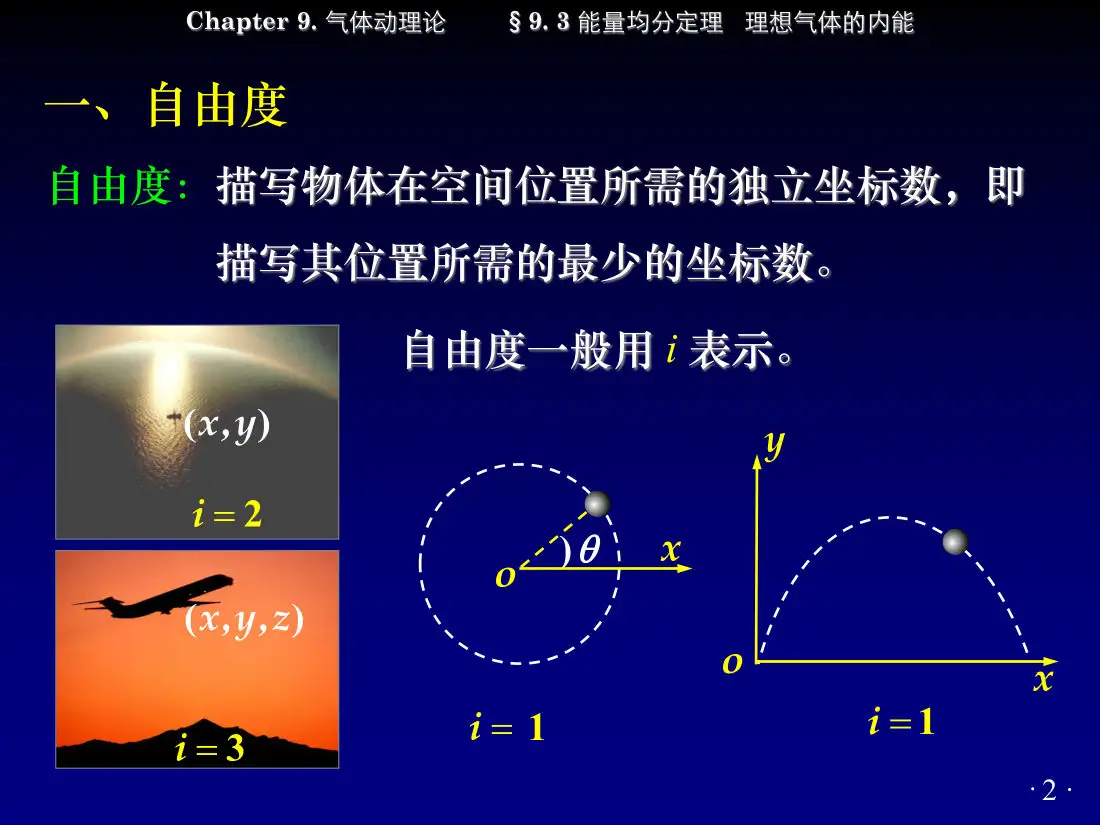 Chapter 9. 气体动理论 §9. 3 能量均分定理 理想气体的内能
一、自由度
自由度：描写物体在空间位置所需的独立坐标数，即
描写其位置所需的最少的坐标数。
自由度一般用 i 表示。
(x,y)
i = 2
(x,y,z)
i = 3
θ
o
x
i = 1
y
o
x
i = 1
·2·